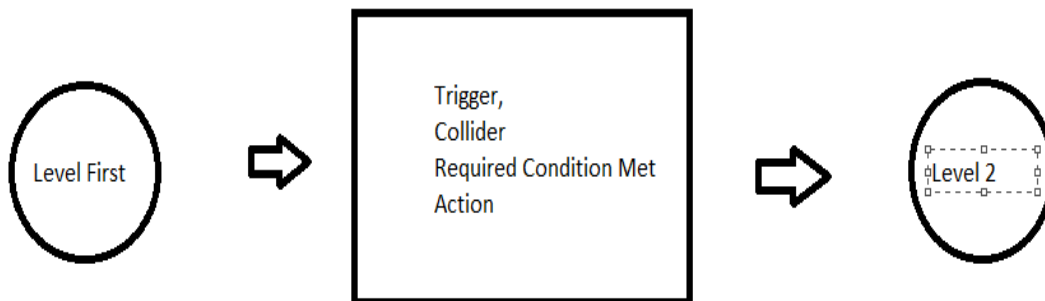 Level First
Trigger,
Collider
Required Condition Met
Action
Level 2